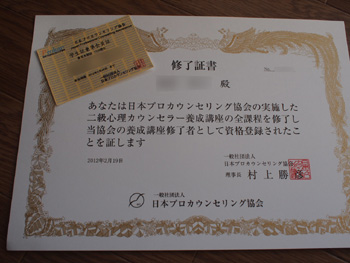 修了証書
殿
あなたは日本プロカウンセリング協会の実施した
二級心理カウンセラー養成講座の全課程を修了し
当協会の養成講座修了者として資格登録されたこ
とを証します
2012年2月19日
一般社団法人
日本プロカウンセリング協会
理事長 村上勝
一般社団法人
日本プロカウンセリング協会